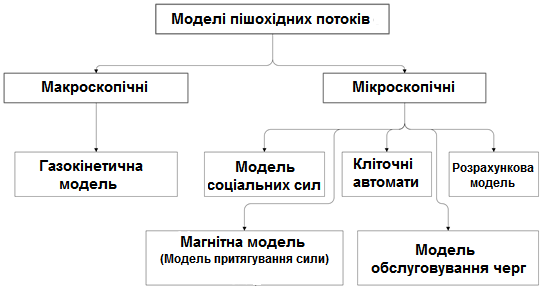 Моделі пішохідних потоків
Макроскопічні
Мікроскопічні
Газокінетична
модель
Модель
соціальних сил
Кліточні
автомати
Розрахункова
модель
Магнітна модель
(Модель притягування сили)
Модель
обслуговування черг